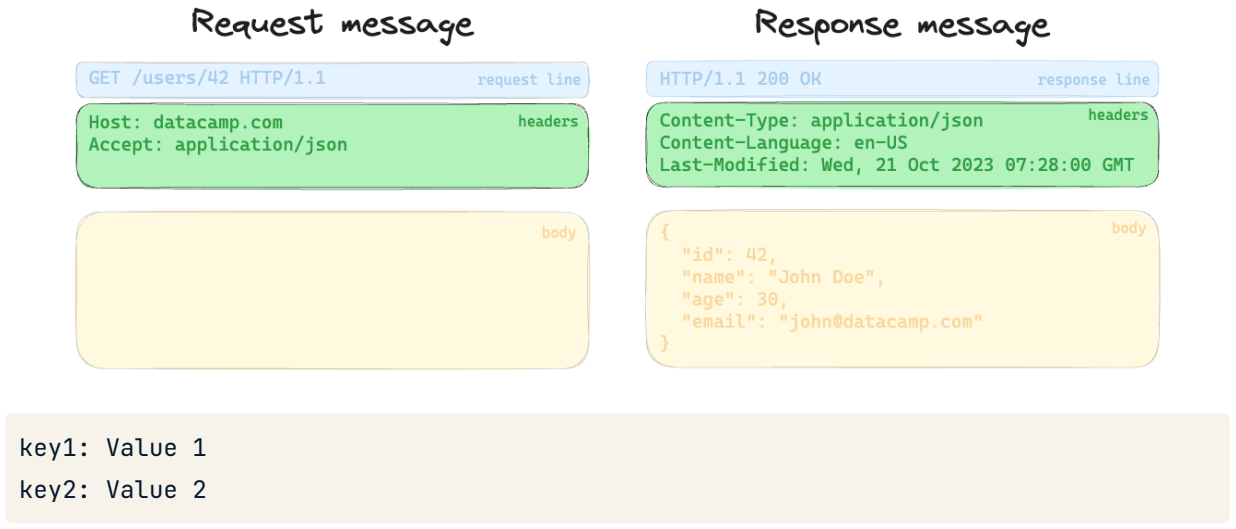 Request message
GET /users/42 HTTP/1.1 request line
Host: datacamp.com headers
Accept: application/json
body
Response message
HTTP/1.1 200 OK response line
Content-Type: application/json headers
Content-Language: en-US
Last-Modified: Wed, 21 Oct 2023 07:28:00 GMT
{ body
"id": 42,
"name": "John Doe",
"age": 30,
"email": "john@datacamp.com"
}
key1: Value 1
key2: Value 2